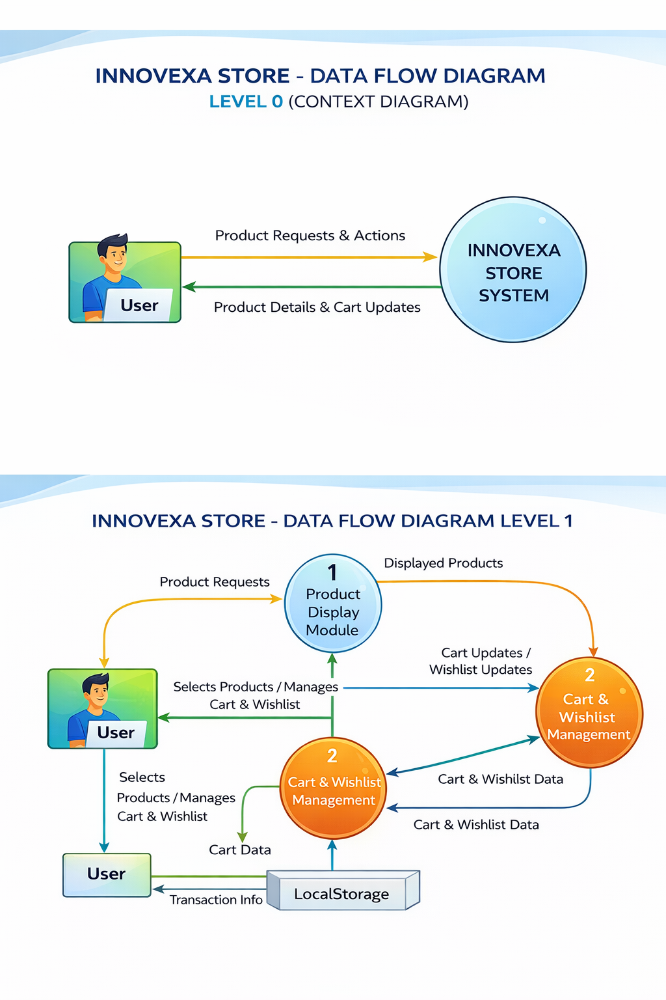 INNOVEXA STORE - DATA FLOW DIAGRAM
LEVEL 0 (CONTEXT DIAGRAM)
Product Requests & Actions
User
Product Details & Cart Updates
INNOVEXA
STORE
SYSTEM
INNOVEXA STORE - DATA FLOW DIAGRAM LEVEL 1
Product Requests
1
Product
Display
Module
Displayed Products
Cart Updates /
Wishlist Updates
Selects Products / Manages
Cart & Wishlist
User
2
Cart &
Wishlist
Management
2
Cart & Wishlist
Management
Cart & Wishilst Data
Cart & Wishlist Data
Selects
Products / Manages
Cart & Wishlist
Cart Data
User
Transaction Info
LocalStorage